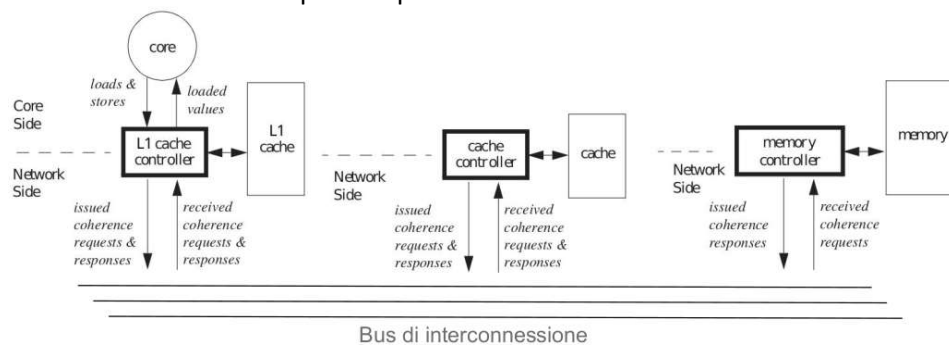 core
loads &
stores
loaded
values
Core
Side
L1 cache
controller
L1
cache
Network
Side
issued
coherence
requests &
responses
received
coherence
requests &
responses
cache
controller
cache
Network
Side
issued
coherence
requests &
responses
received
coherence
requests &
responses
memory
controller
memory
Network
Side
issued
coherence
responses
received
coherence
requests
Bus di interconnessione